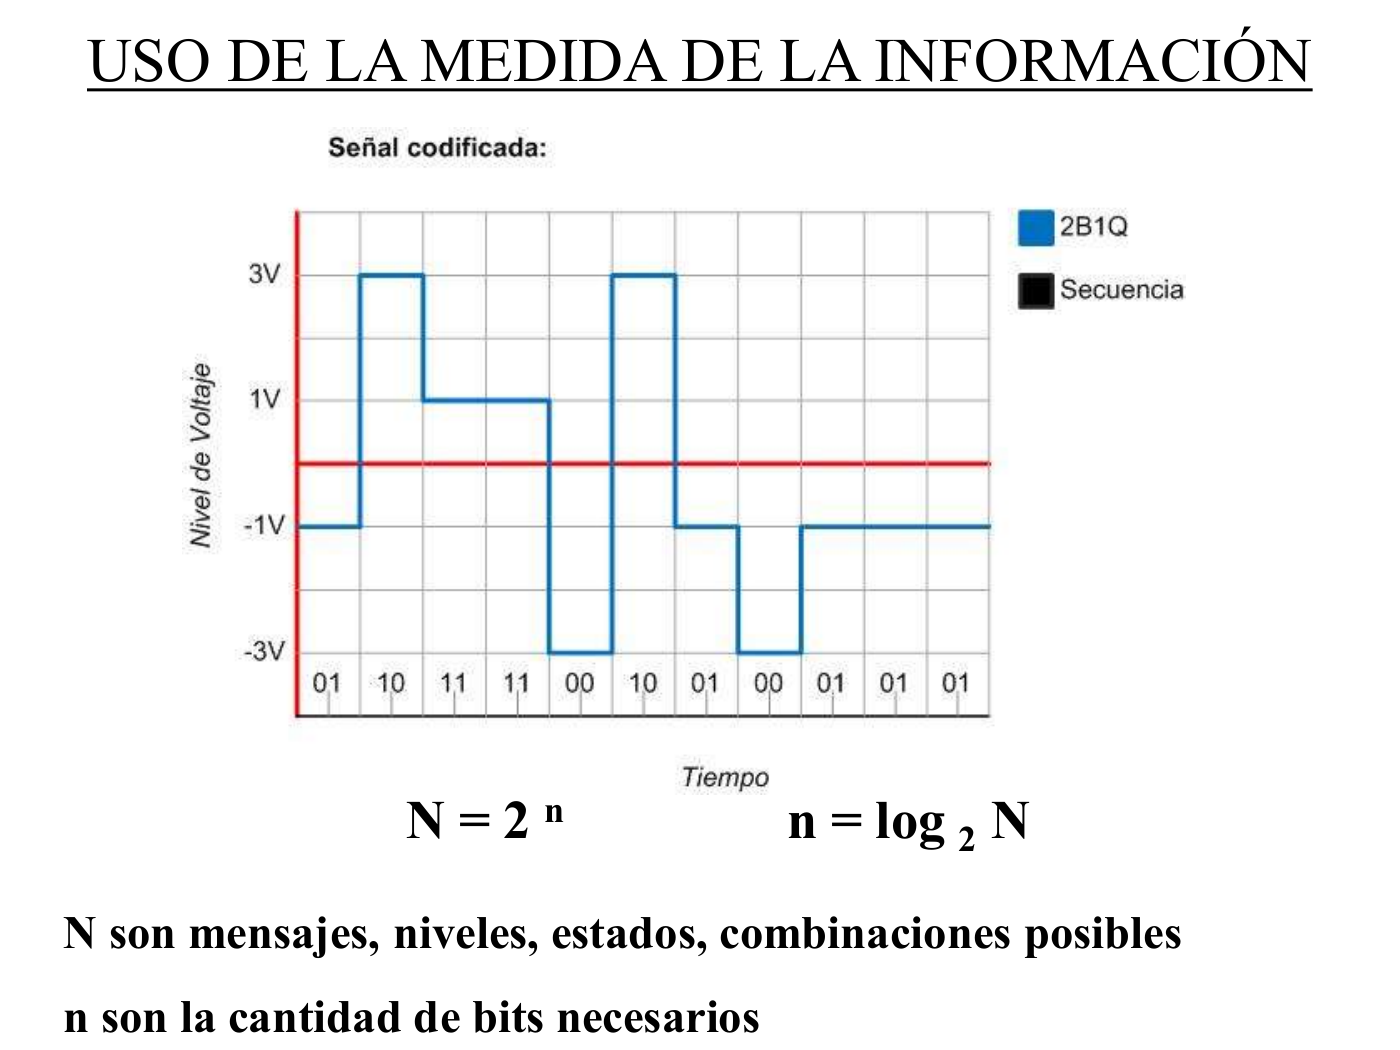 USO DE LA MEDIDA DE LA INFORMACIÓN
Señal codificada:
2B1Q
Secuencia
3V
1V
-1V
-3V
Nivel de Voltaje
01 10 11 11 00 10 01 00 01 01 01
Tiempo
N = 2 ⁿ n = log ₂ N
N son mensajes, niveles, estados, combinaciones posibles
n son la cantidad de bits necesarios